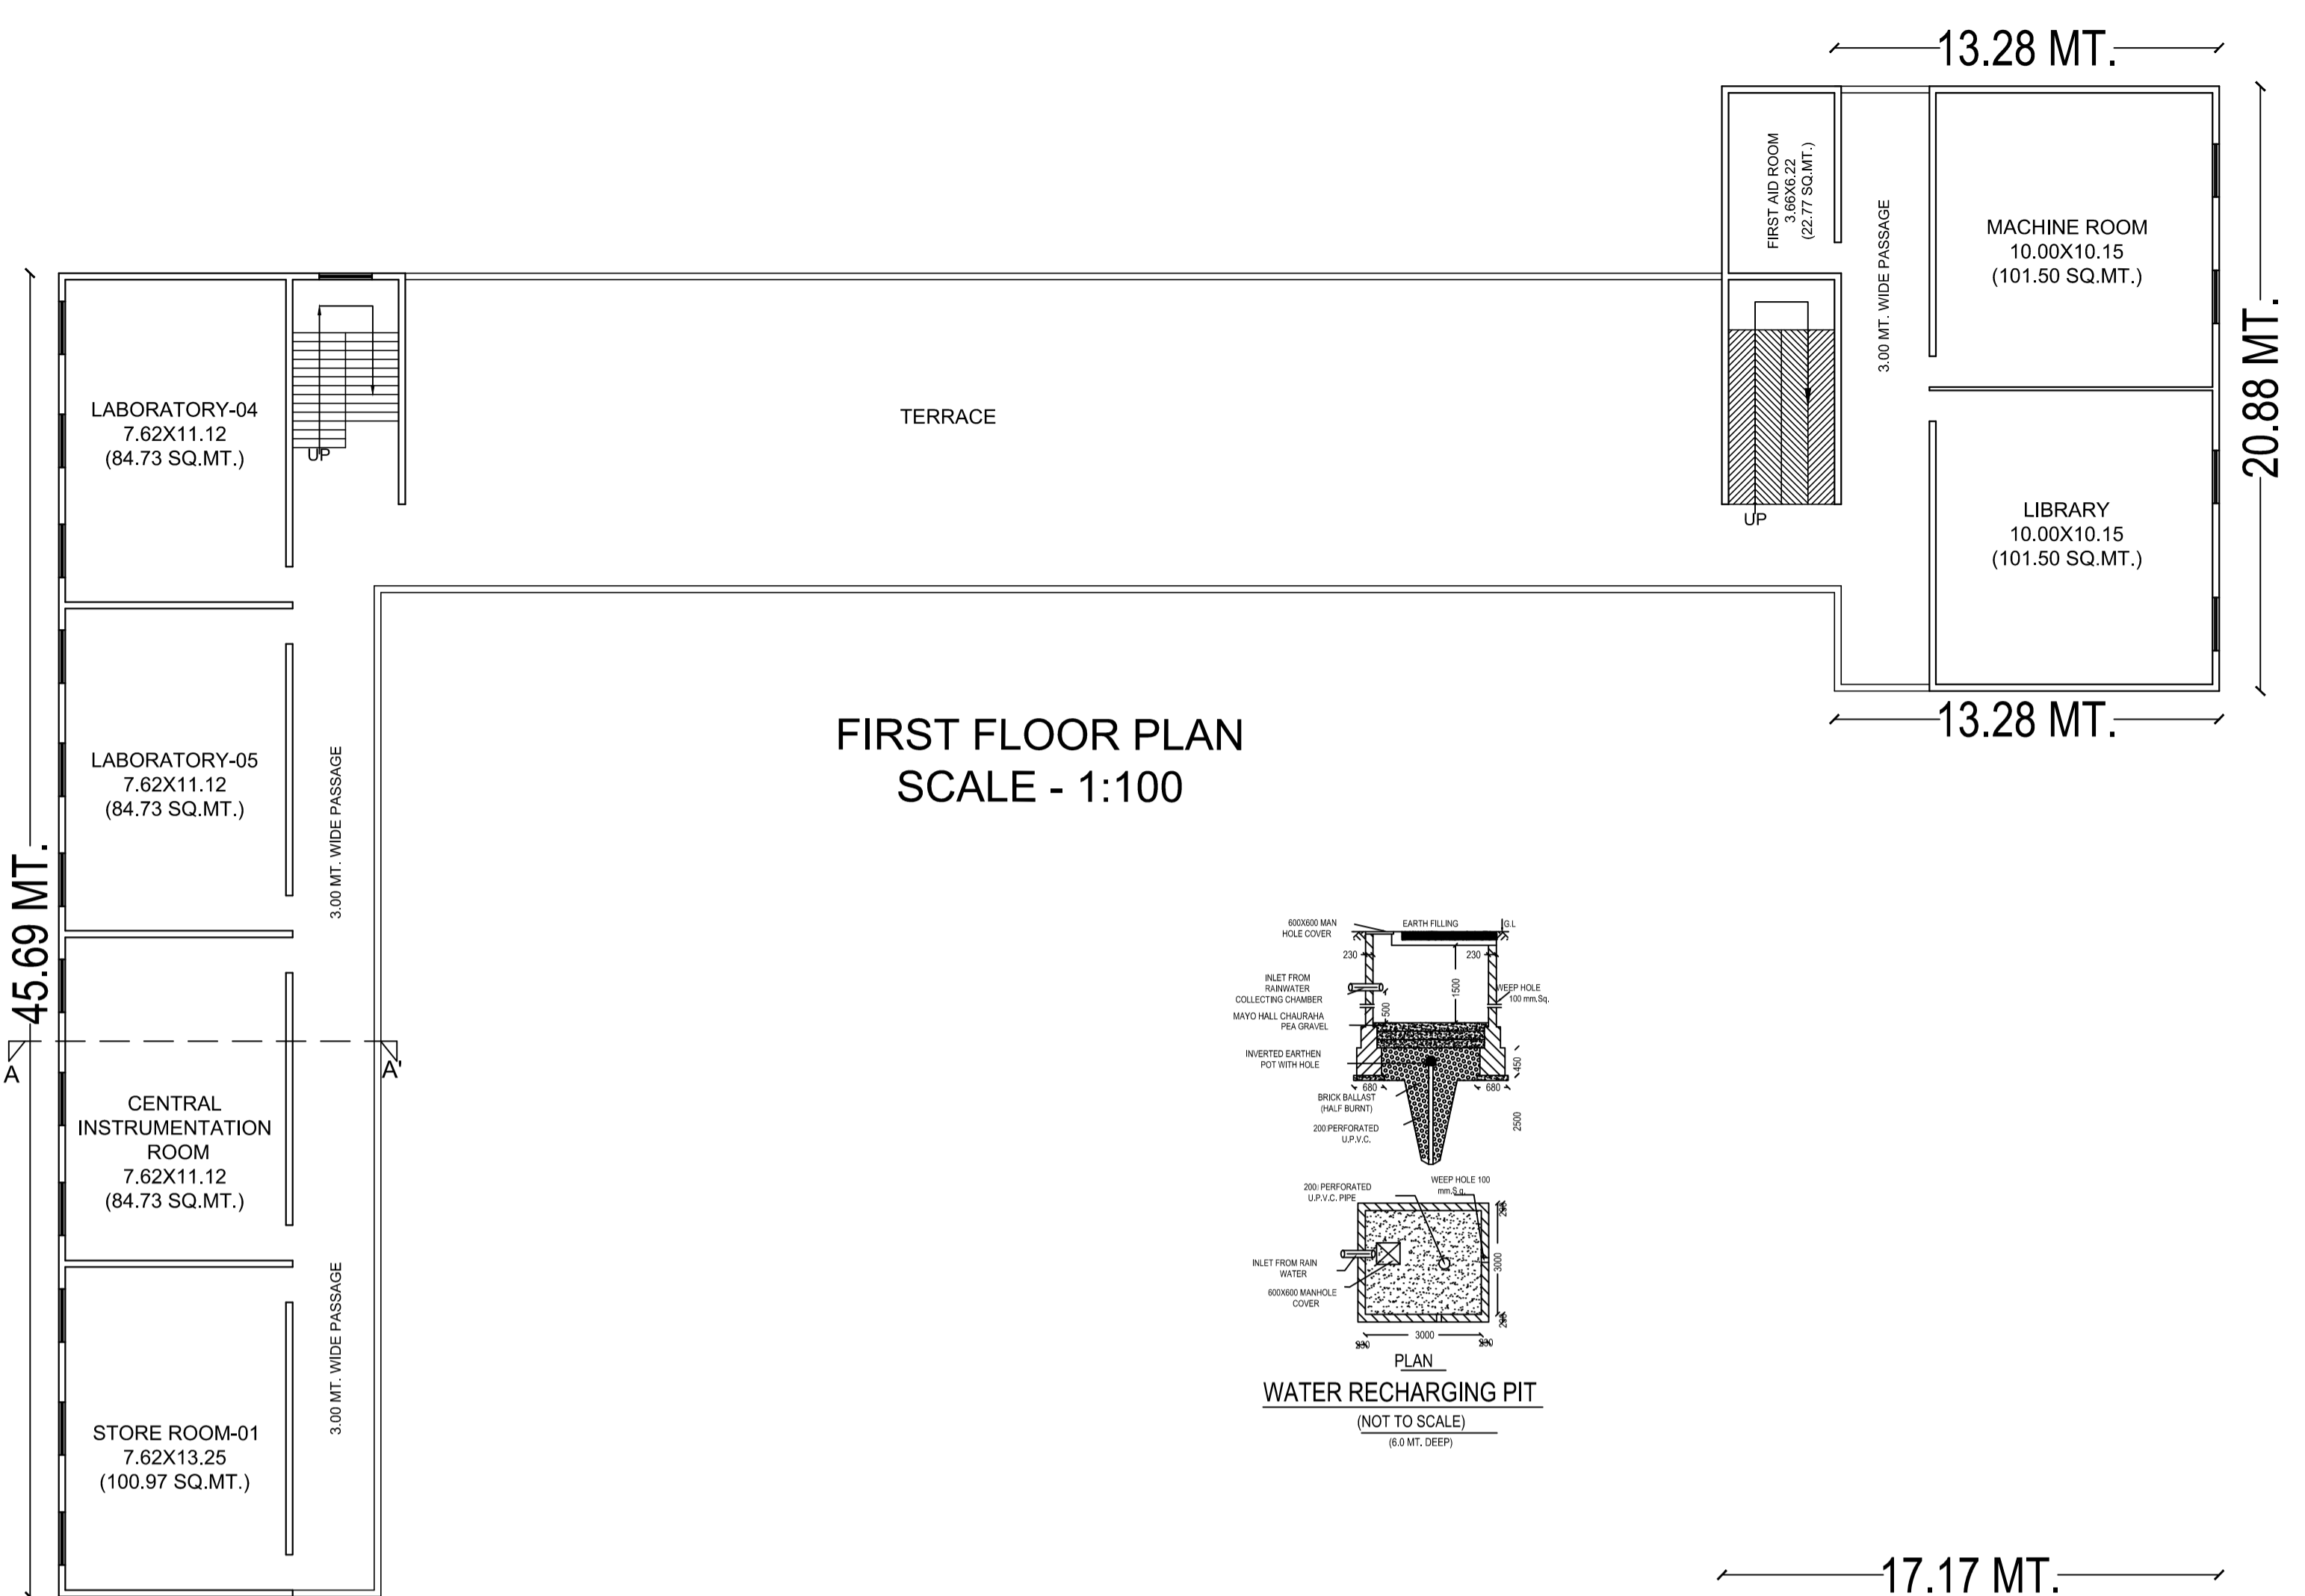 13.28 MT.
FIRST AID ROOM
3.66X6.22
(22.77 SQ.MT.)
3.00 MT. WIDE PASSAGE
MACHINE ROOM
10.00X10.15
(101.50 SQ.MT.)
20.88 MT.
LABORATORY-04
7.62X11.12
(84.73 SQ.MT.)
UP
TERRACE
UP
LIBRARY
10.00X10.15
(101.50 SQ.MT.)
13.28 MT.
FIRST FLOOR PLAN
SCALE - 1:100
LABORATORY-05
7.62X11.12
(84.73 SQ.MT.)
3.00 MT. WIDE PASSAGE
45.69 MT.
A
A'
CENTRAL
INSTRUMENTATION
ROOM
7.62X11.12
(84.73 SQ.MT.)
3.00 MT. WIDE PASSAGE
STORE ROOM-01
7.62X13.25
(100.97 SQ.MT.)
600X600 MAN
HOLE COVER
EARTH FILLING
G.L
230
230
INLET FROM
RAINWATER
COLLECTING CHAMBER
1500
500
WEEP HOLE
100 mm.Sq.
MAYO HALL CHAURAHA
PEA GRAVEL
INVERTED EARTHEN
POT WITH HOLE
450
680
680
BRICK BALLAST
(HALF BURNT)
2500
200 PERFORATED
U.P.V.C.
200 PERFORATED
U.P.V.C. PIPE
WEEP HOLE 100
mm.Sq.
3000
INLET FROM RAIN
WATER
600X600 MANHOLE
COVER
3000
230
230
PLAN
WATER RECHARGING PIT
(NOT TO SCALE)
(6.0 MT. DEEP)
17.17 MT.